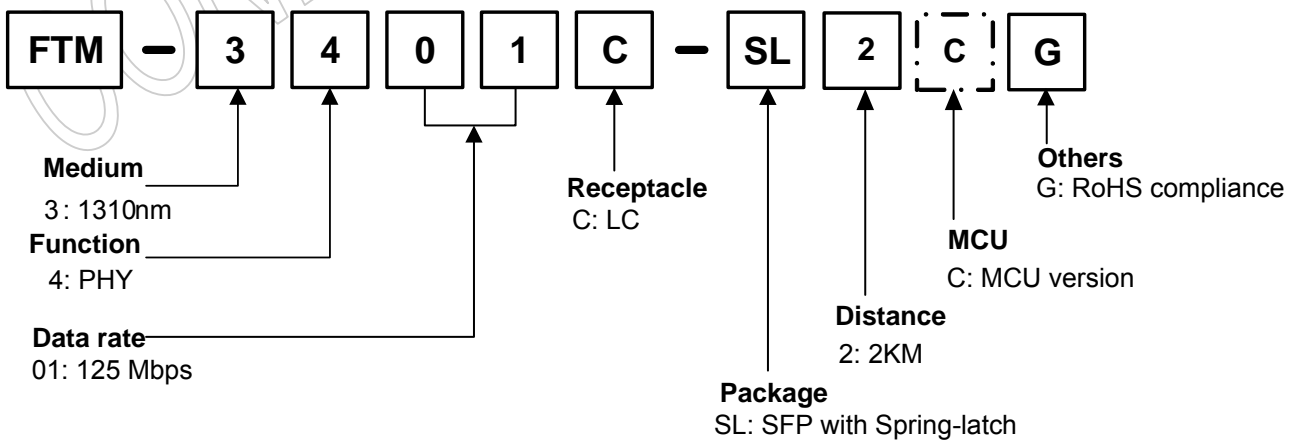 FTM – 3 4 0 1 C – SL 2 C G
Medium
3 : 1310nm
Function
4: PHY
Data rate
01: 125 Mbps
Receptacle
C: LC
Package
SL: SFP with Spring-latch
Distance
2: 2KM
MCU
C: MCU version
Others
G: RoHS compliance